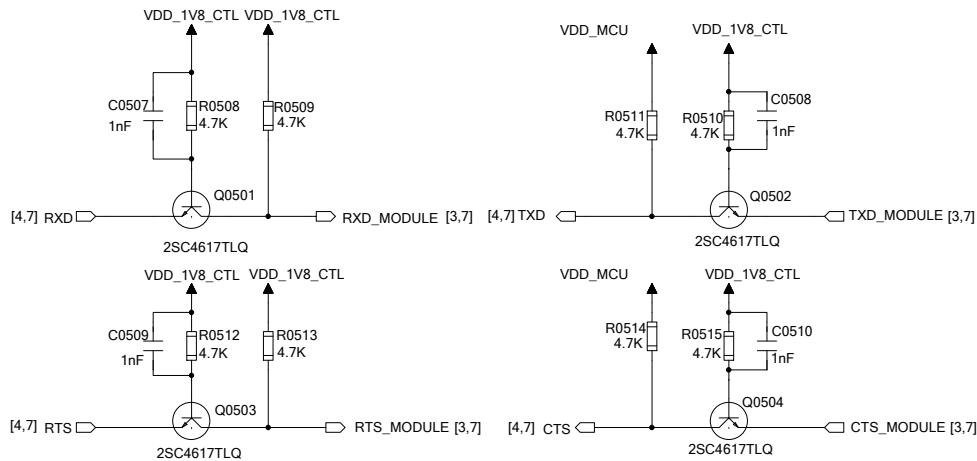 VDD_1V8_CTL VDD_1V8_CTL
C0507
1nF
R0508
4.7K
R0509
4.7K
Q0501
[4,7] RXD
RXD_MODULE [3,7]
2SC4617TLQ
VDD_MCU VDD_1V8_CTL
R0511
4.7K
R0510
4.7K
C0508
1nF
Q0502
[4,7] TXD
TXD_MODULE [3,7]
2SC4617TLQ
VDD_1V8_CTL VDD_1V8_CTL
C0509
1nF
R0512
4.7K
R0513
4.7K
Q0503
[4,7] RTS
RTS_MODULE [3,7]
2SC4617TLQ
VDD_MCU VDD_1V8_CTL
R0514
4.7K
R0515
4.7K
C0510
1nF
Q0504
[4,7] CTS
CTS_MODULE [3,7]
2SC4617TLQ